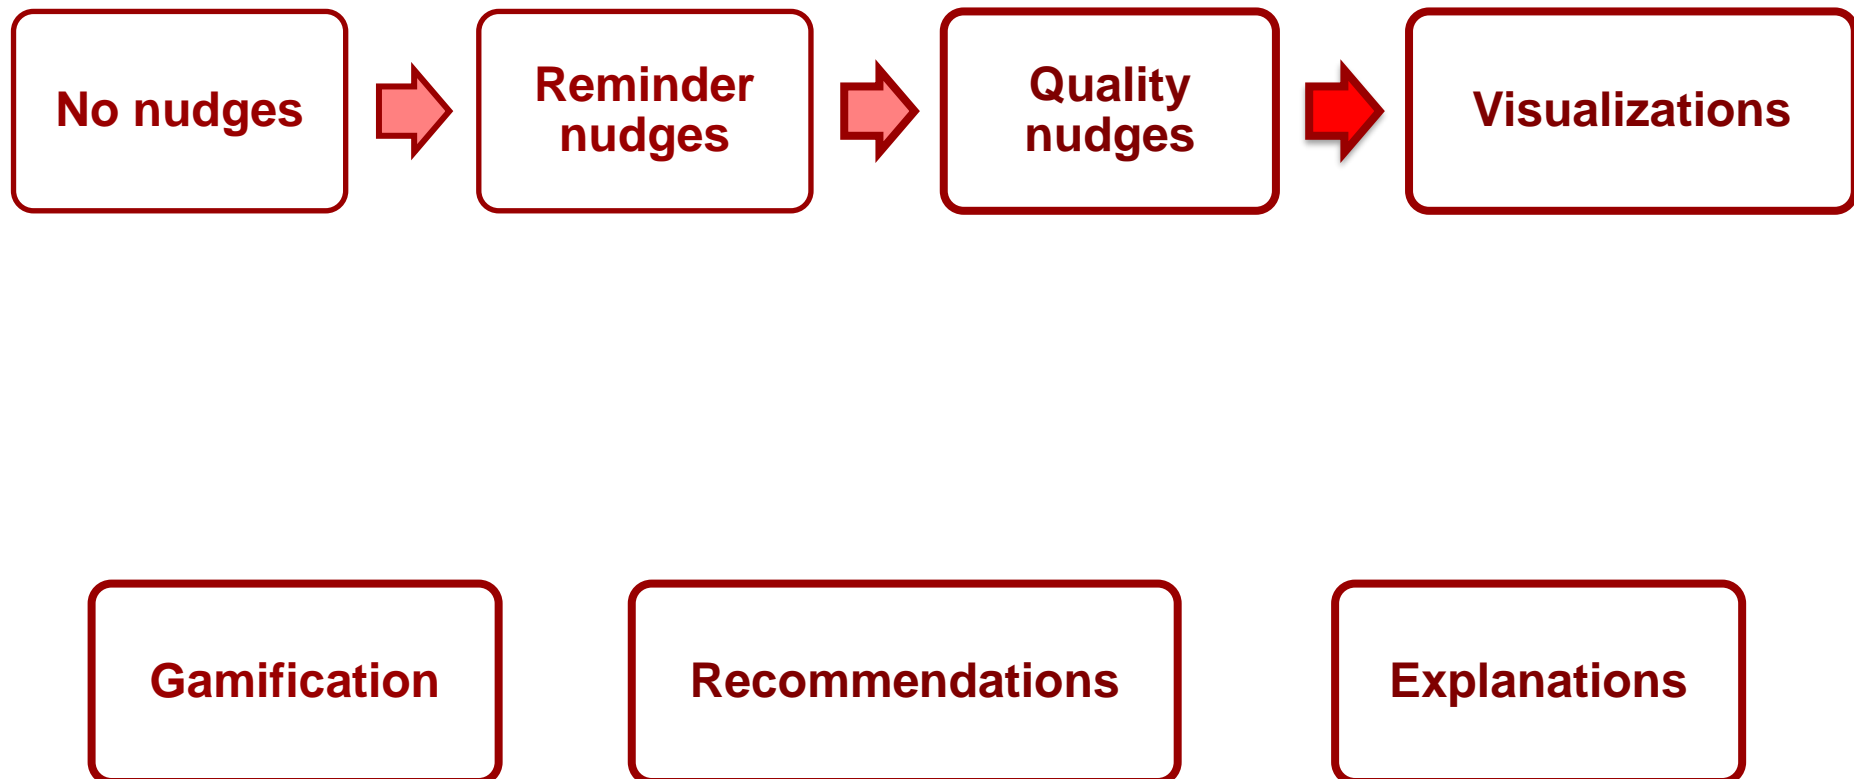 No nudges
Reminder
nudges
Quality
nudges
Visualizations
Gamification
Recommendations
Explanations